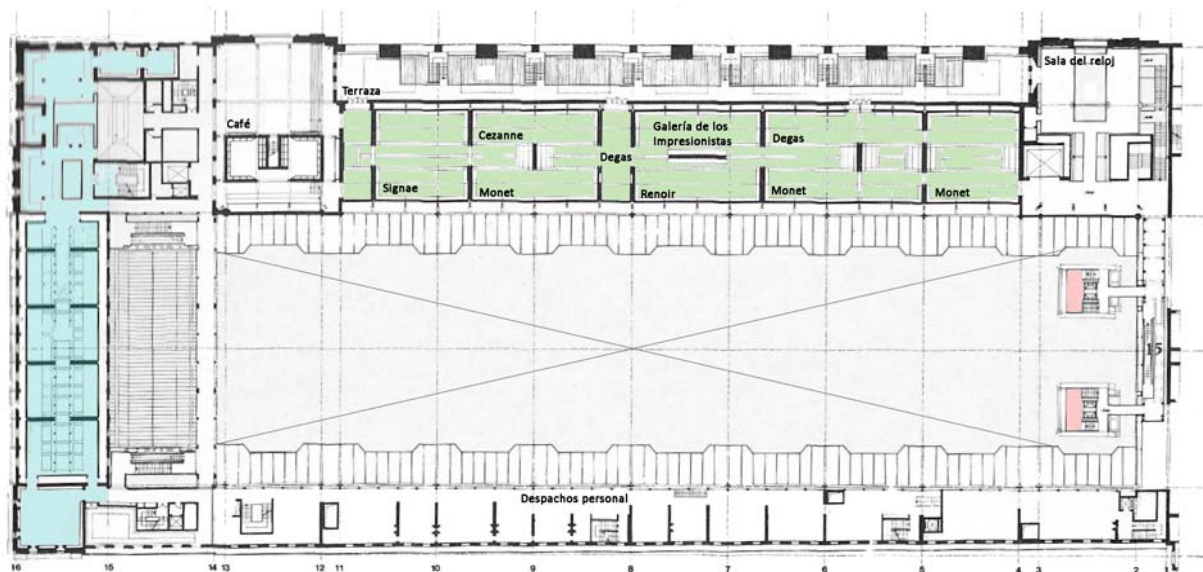 Sala del reloj
Terraza
Café
Cezanne
Galería de los
impresionistas
Degas
Degas
Signae
Monet
Renoir
Monet
Monet
15
Despachos personal
16 15 14 13 12 11 10 9 8 7 6 5 4 3 2 1